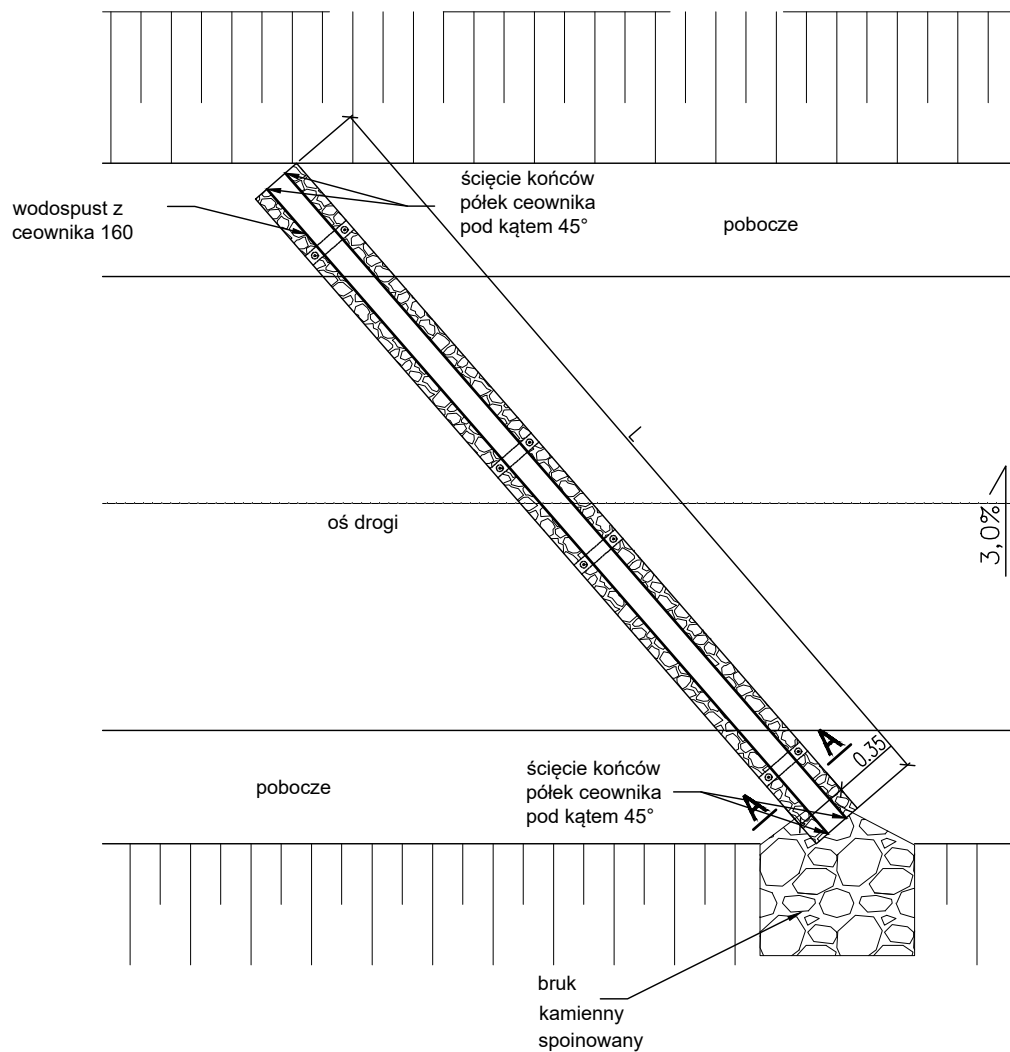 ścięcie końców
półek ceownika
pod kątem 45°
wodospust z
ceownika 160
pobocze
L
oś drogi
3,0%
A
0.35
ścięcie końców
półek ceownika
pod kątem 45°
pobocze
A
bruk
kamienny
spoinowany